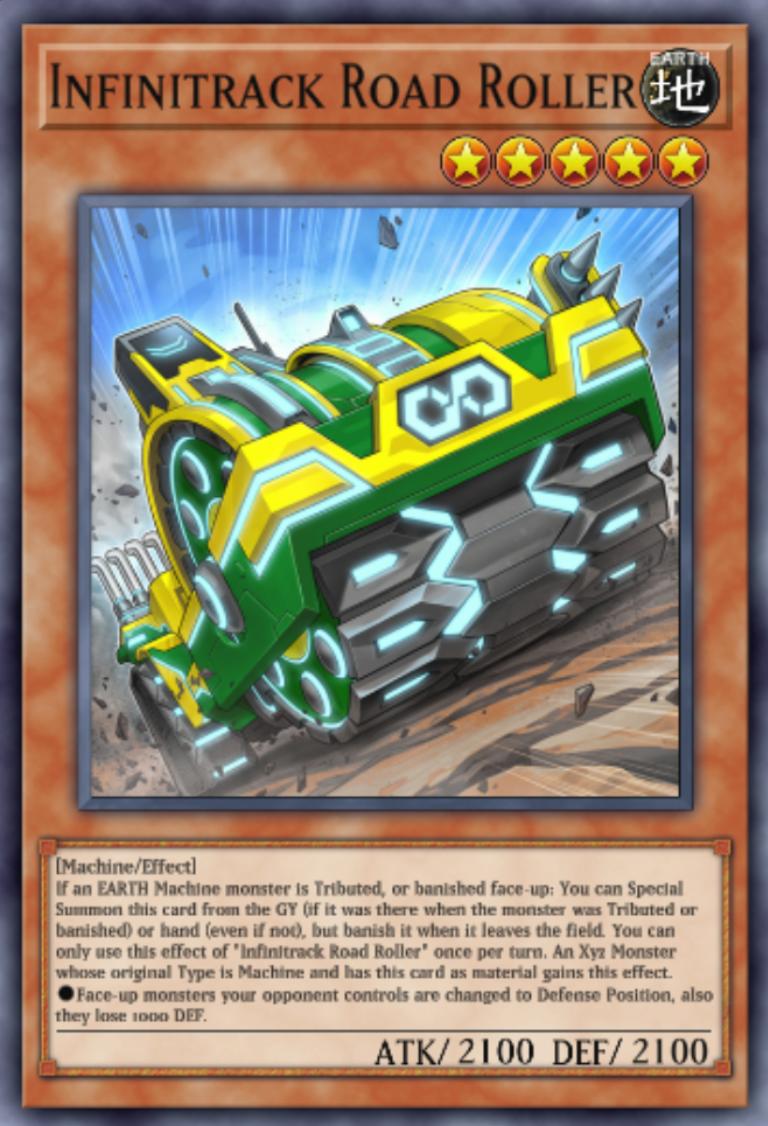 INFINITRACK ROAD ROLLER
EARTH
地
[Machine/Effect]
If an EARTH Machine monster is Tributed, or banished face-up: You can Special
Summon this card from the GY (if it was there when the monster was Tributed or
banished) or hand (even if not), but banish it when it leaves the field. You can
only use this effect of "Infinitrack Road Roller" once per turn. An Xyz Monster
whose original Type is Machine and has this card as material gains this effect.
●Face-up monsters your opponent controls are changed to Defense Position, also
they lose 1000 DEF.
ATK/ 2100 DEF/ 2100